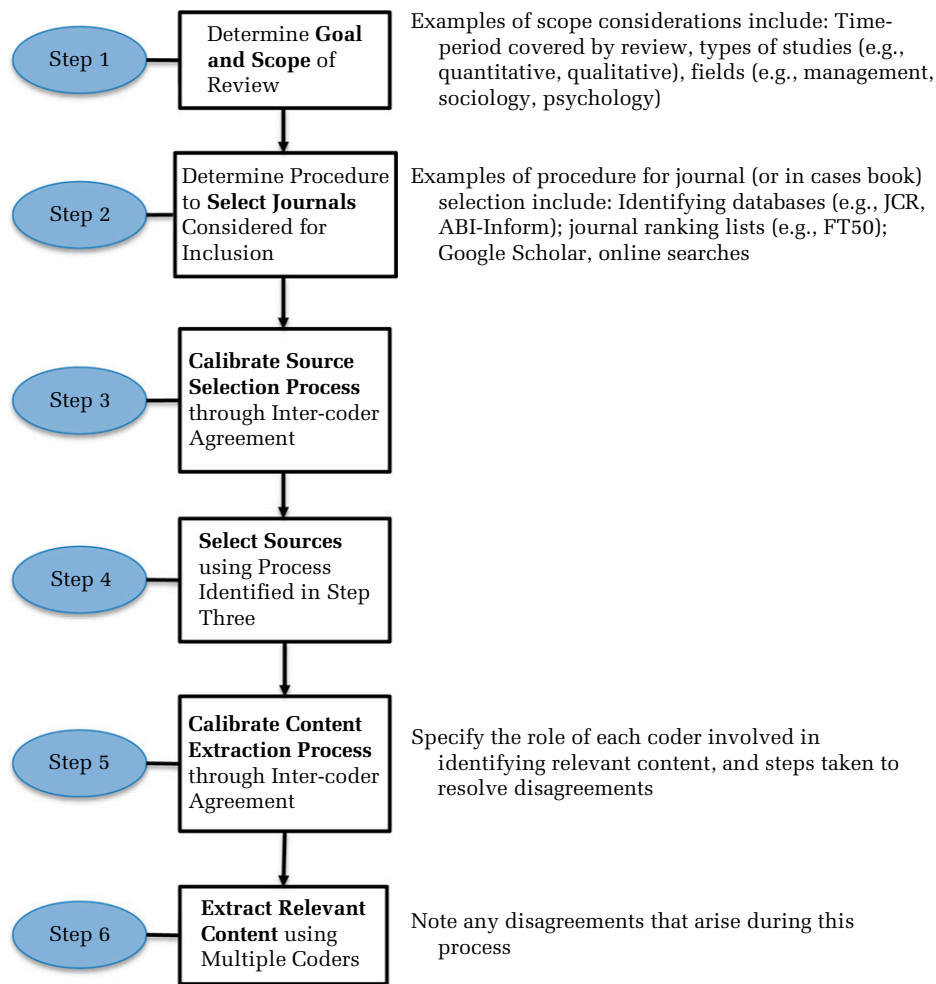 Step 1
Determine Goal
and Scope of
Review
Examples of scope considerations include: Time-
period covered by review, types of studies (e.g.,
quantitative, qualitative), fields (e.g., management,
sociology, psychology)
Step 2
Determine Procedure
to Select Journals
Considered for
Inclusion
Examples of procedure for journal (or in cases book)
selection include: Identifying databases (e.g., JCR,
ABI-Inform); journal ranking lists (e.g., FT50);
Google Scholar, online searches
Step 3
Calibrate Source
Selection Process
through Inter-coder
Agreement
Step 4
Select Sources
using Process
Identified in Step
Three
Step 5
Calibrate Content
Extraction Process
through Inter-coder
Agreement
Specify the role of each coder involved in
identifying relevant content, and steps taken to
resolve disagreements
Step 6
Extract Relevant
Content using
Multiple Coders
Note any disagreements that arise during this
process